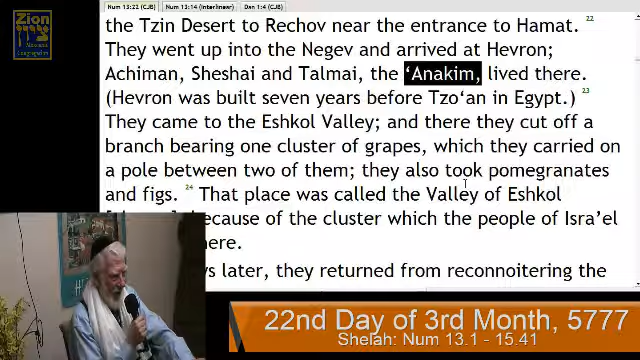 Zion
Messianic
Congregation
ציון
Num 13:22 (CJB)
Num 13:14 (Interlinear)
Dan 1:4 (CJB)
the Tzin Desert to Rechov near the entrance to Hamat. 22
They went up into the Negev and arrived at Hevron;
Achiman, Sheshai and Talmai, the ‘Anakim, lived there.
(Hevron was built seven years before Tzo‘an in Egypt.) 23
They came to the Eshkol Valley; and there they cut off a
branch bearing one cluster of grapes, which they carried on
a pole between two of them; they also took pomegranates
and figs. 24 That place was called the Valley of Eshkol
because of the cluster which the people of Isra'el
here.
later, they returned from reconnoitering the
22nd Day of 3rd Month, 5777
Shelah: Num 13.1 - 15.41